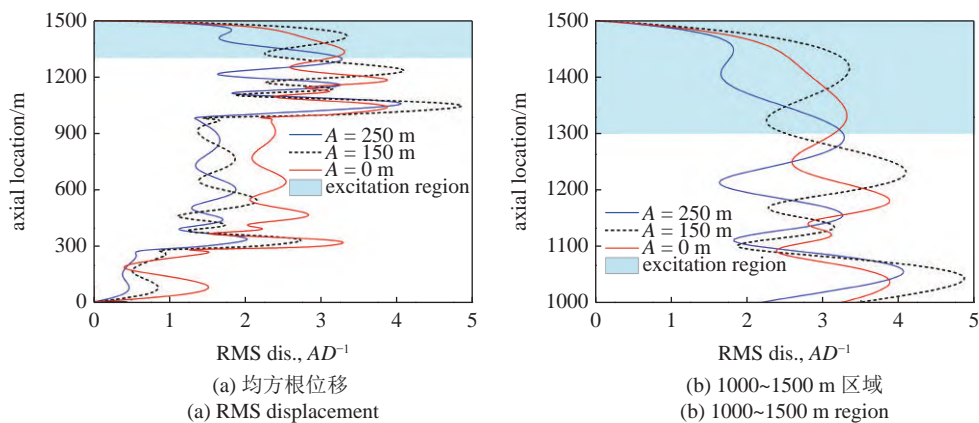 1500
1200
900
600
300
0
axial location/m
A = 250 m
A = 150 m
A = 0 m
excitation region
0 1 2 3 4 5
RMS dis., AD⁻¹
(a) 均方根位移
(a) RMS displacement
1500
1400
1300
1200
1100
1000
axial location/m
A = 250 m
A = 150 m
A = 0 m
excitation region
0 1 2 3 4 5
RMS dis., AD⁻¹
(b) 1000~1500 m 区域
(b) 1000~1500 m region